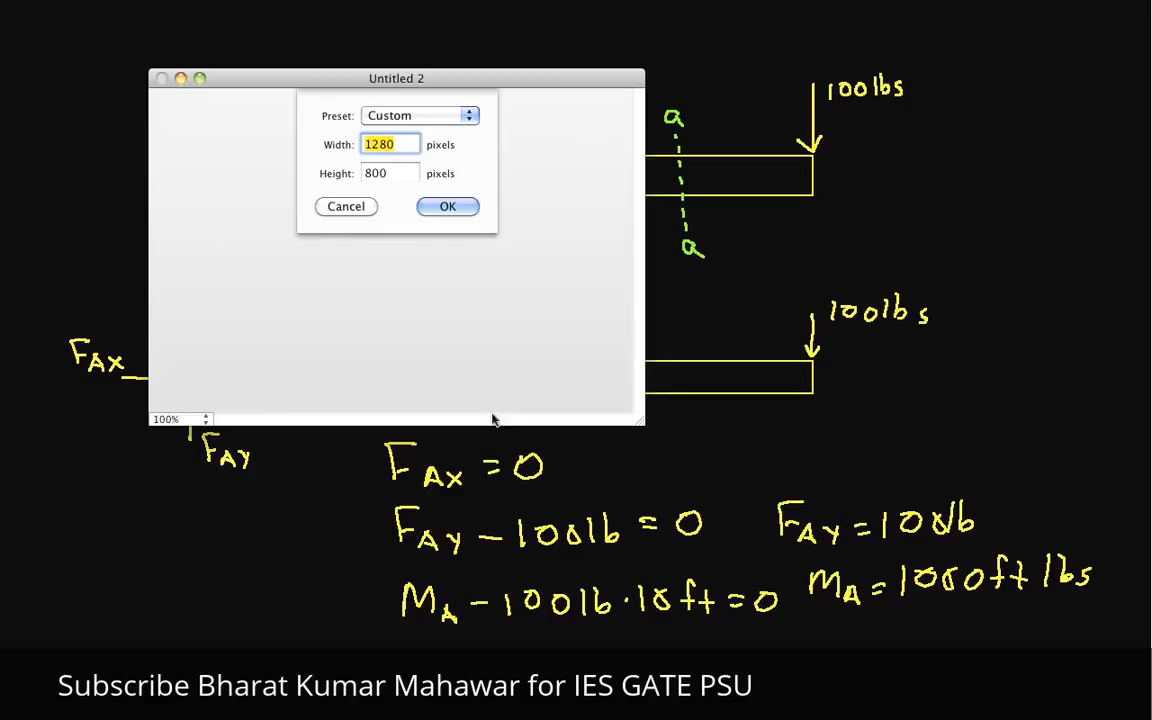 Untitled 2
100lbs
Preset: Custom
a
Width: 1280 pixels
Height: 800 pixels
Cancel OK
a
100lbs
FAX
100%
FAY
FAX = 0
FAY - 100lb = 0 FAY = 100lb
MA - 100lb · 10ft = 0 MA = 1000ft lbs
Subscribe Bharat Kumar Mahawar for IES GATE PSU